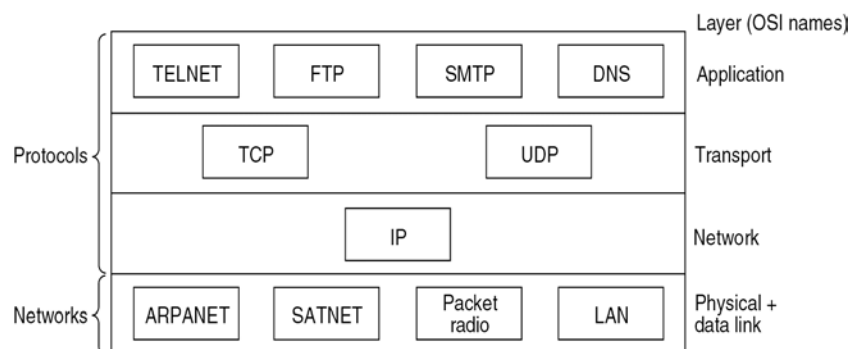 Layer (OSI names)
TELNET FTP SMTP DNS Application
Protocols TCP UDP Transport
IP Network
Networks ARPANET SATNET Packet radio LAN Physical + data link